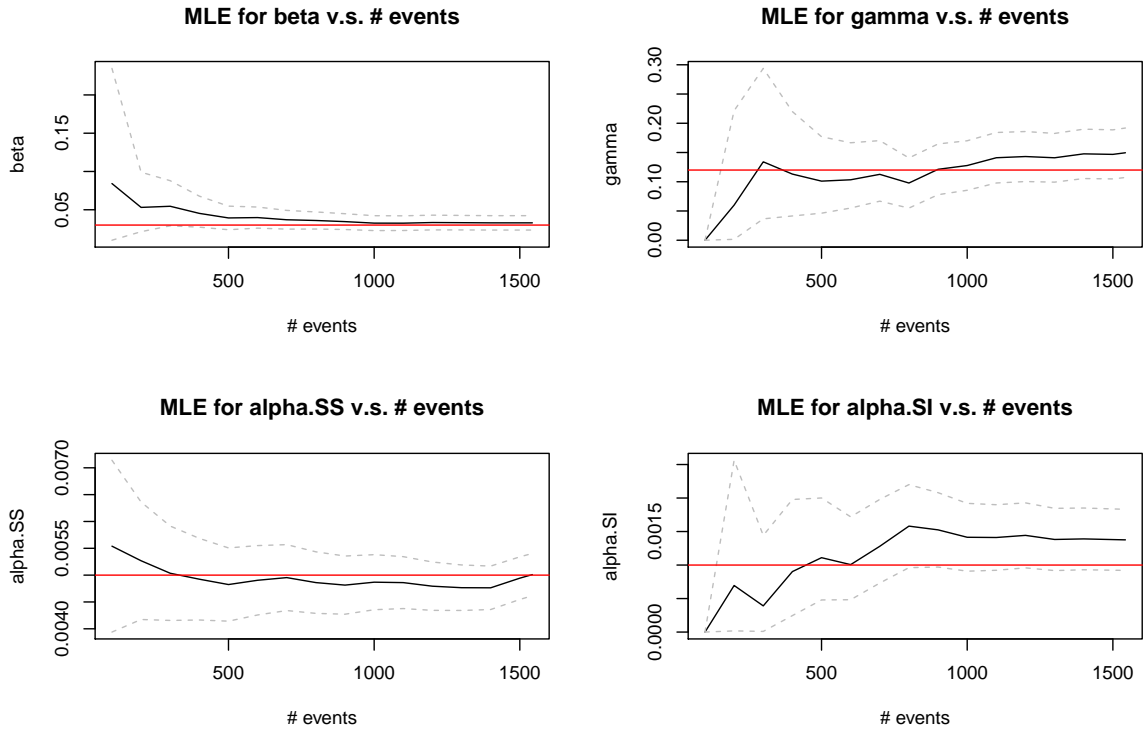 MLE for beta v.s. # events
beta
0.15
0.05
500 1000 1500
# events
MLE for gamma v.s. # events
gamma
0.30
0.20
0.10
0.00
500 1000 1500
# events
MLE for alpha.SS v.s. # events
alpha.SS
0.0070
0.0055
0.0040
500 1000 1500
# events
MLE for alpha.SI v.s. # events
alpha.SI
0.0015
0.0000
500 1000 1500
# events